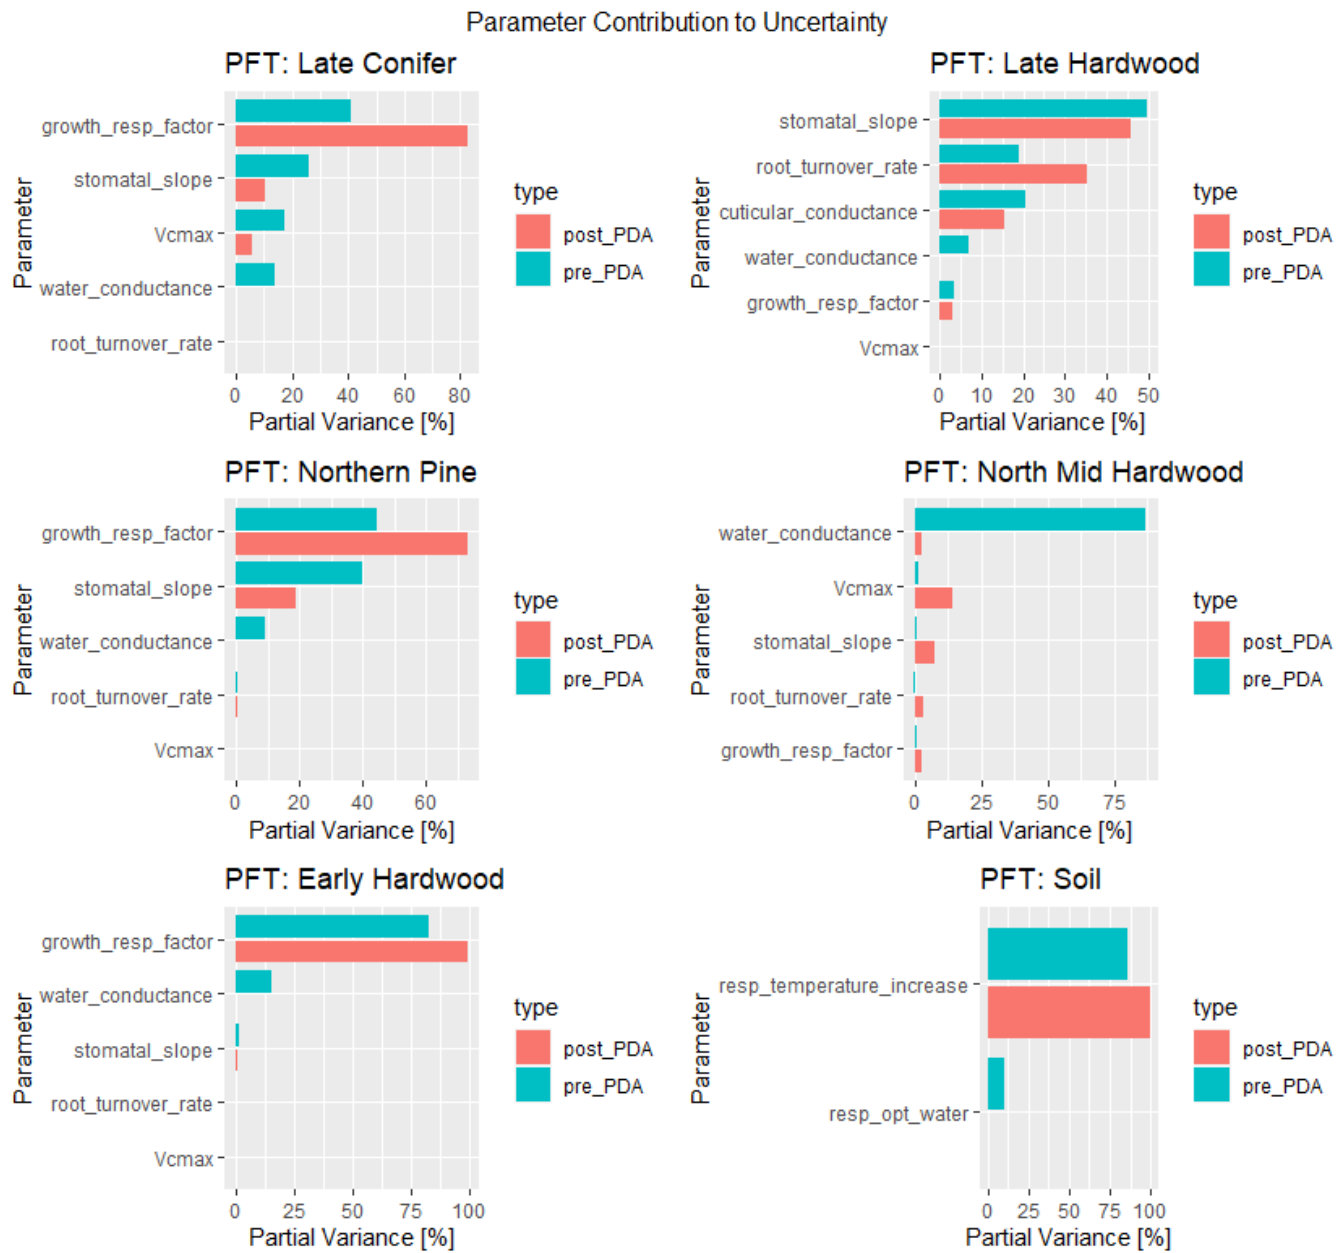 Parameter Contribution to Uncertainty
PFT: Late Conifer
Parameter
growth_resp_factor
stomatal_slope
Vcmax
water_conductance
root_turnover_rate
0 20 40 60 80
Partial Variance [%]
type
post_PDA
pre_PDA
PFT: Late Hardwood
Parameter
stomatal_slope
root_turnover_rate
cuticular_conductance
water_conductance
growth_resp_factor
Vcmax
0 10 20 30 40 50
Partial Variance [%]
type
post_PDA
pre_PDA
PFT: Northern Pine
Parameter
growth_resp_factor
stomatal_slope
water_conductance
root_turnover_rate
Vcmax
0 20 40 60
Partial Variance [%]
type
post_PDA
pre_PDA
PFT: North Mid Hardwood
Parameter
water_conductance
Vcmax
stomatal_slope
root_turnover_rate
growth_resp_factor
0 25 50 75
Partial Variance [%]
type
post_PDA
pre_PDA
PFT: Early Hardwood
Parameter
growth_resp_factor
water_conductance
stomatal_slope
root_turnover_rate
Vcmax
0 25 50 75 100
Partial Variance [%]
type
post_PDA
pre_PDA
PFT: Soil
Parameter
resp_temperature_increase
resp_opt_water
0 25 50 75 100
Partial Variance [%]
type
post_PDA
pre_PDA